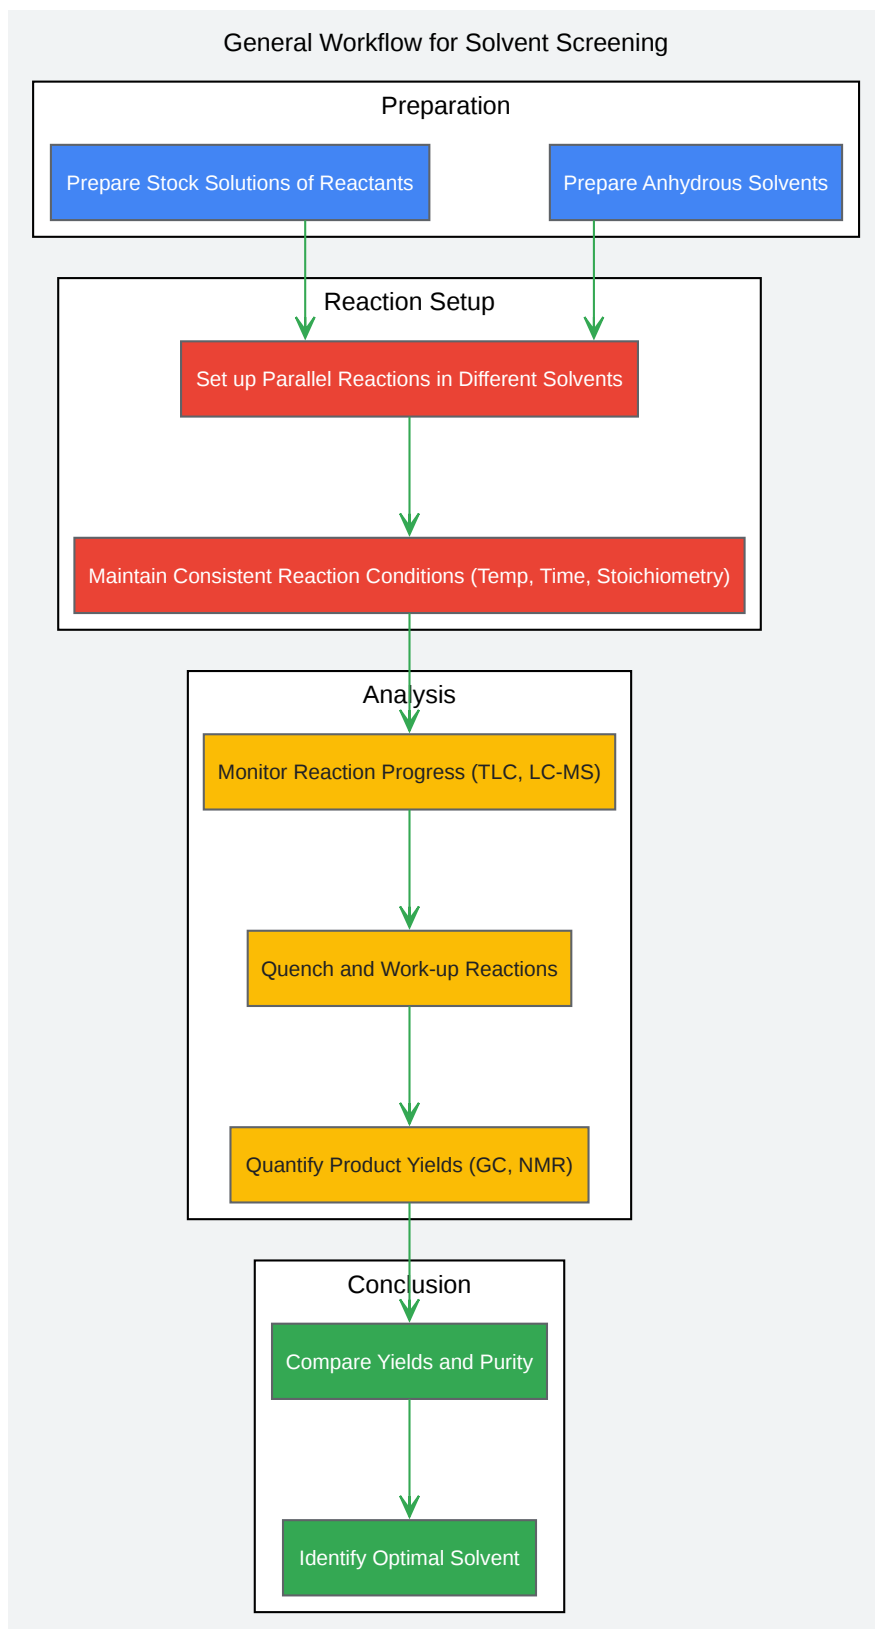 General Workflow for Solvent Screening
Preparation
Prepare Stock Solutions of Reactants
Prepare Anhydrous Solvents
Reaction Setup
Set up Parallel Reactions in Different Solvents
Maintain Consistent Reaction Conditions (Temp, Time, Stoichiometry)
Analysis
Monitor Reaction Progress (TLC, LC-MS)
Quench and Work-up Reactions
Quantify Product Yields (GC, NMR)
Conclusion
Compare Yields and Purity
Identify Optimal Solvent